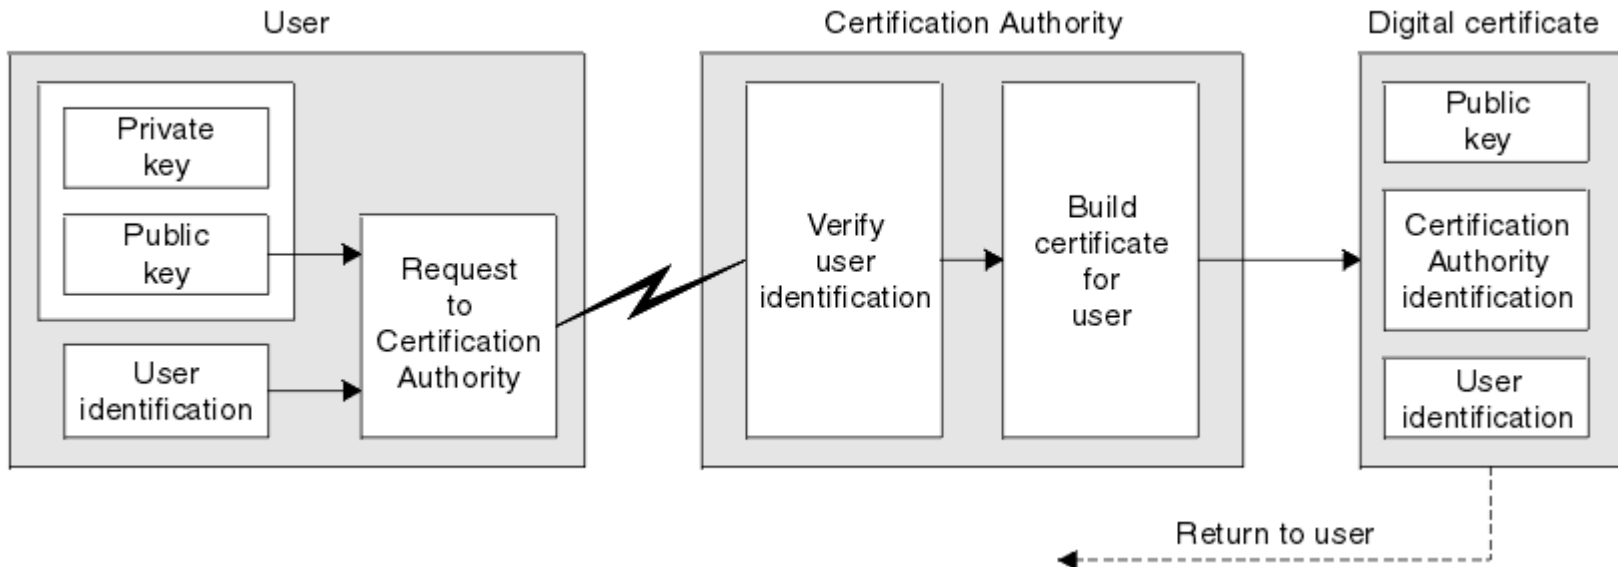 User
Certification Authority
Digital certificate
Private
key
Public
key
User
identification
Request
to
Certification
Authority
Verify
user
identification
Build
certificate
for
user
Public
key
Certification
Authority
identification
User
identification
Return to user